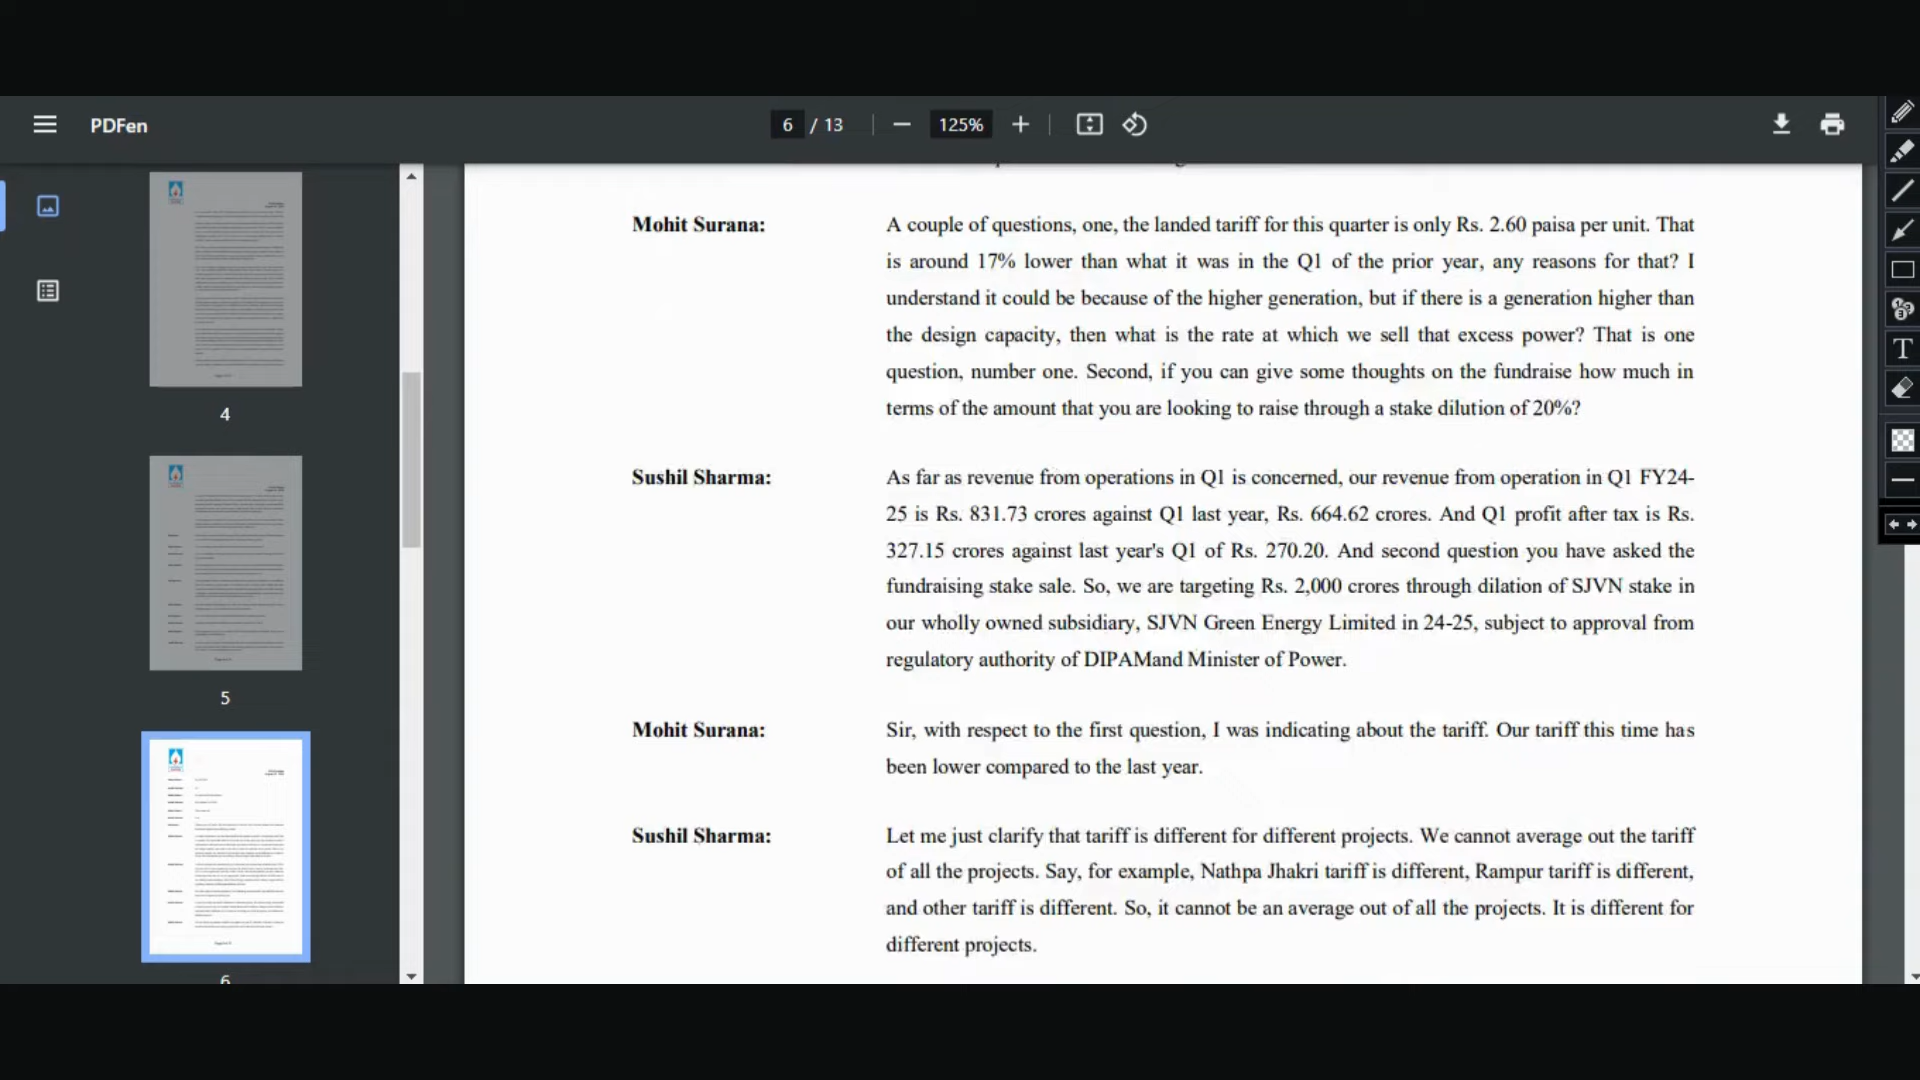 PDFen
6 / 13
125%
4
5
6
Mohit Surana:
A couple of questions, one, the landed tariff for this quarter is only Rs. 2.60 paisa per unit. That
is around 17% lower than what it was in the Q1 of the prior year, any reasons for that? I
understand it could be because of the higher generation, but if there is a generation higher than
the design capacity, then what is the rate at which we sell that excess power? That is one
question, number one. Second, if you can give some thoughts on the fundraise how much in
terms of the amount that you are looking to raise through a stake dilution of 20%?
Sushil Sharma:
As far as revenue from operations in Q1 is concerned, our revenue from operation in Q1 FY24-
25 is Rs. 831.73 crores against Q1 last year, Rs. 664.62 crores. And Q1 profit after tax is Rs.
327.15 crores against last year's Q1 of Rs. 270.20. And second question you have asked the
fundraising stake sale. So, we are targeting Rs. 2,000 crores through dilation of SJVN stake in
our wholly owned subsidiary, SJVN Green Energy Limited in 24-25, subject to approval from
regulatory authority of DIPAMand Minister of Power.
Mohit Surana:
Sir, with respect to the first question, I was indicating about the tariff. Our tariff this time has
been lower compared to the last year.
Sushil Sharma:
Let me just clarify that tariff is different for different projects. We cannot average out the tariff
of all the projects. Say, for example, Nathpa Jhakri tariff is different, Rampur tariff is different,
and other tariff is different. So, it cannot be an average out of all the projects. It is different for
different projects.